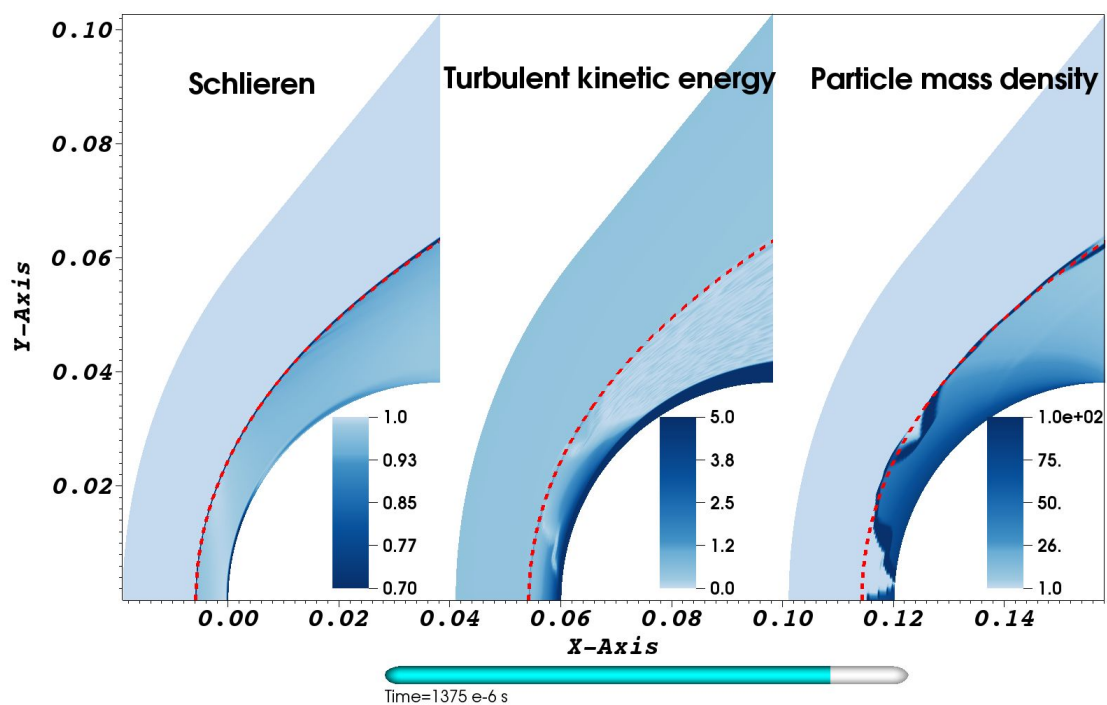 Schlieren
Turbulent kinetic energy
Particle mass density
0.10
0.08
0.06
0.04
0.02
Y-Axis
1.0
0.93
0.85
0.77
0.70
5.0
3.8
2.5
1.2
0.0
1.0e+02
75.
50.
26.
1.0
0.00 0.02 0.04 0.06 0.08 0.10 0.12 0.14
X-Axis
Time=1375 e-6 s